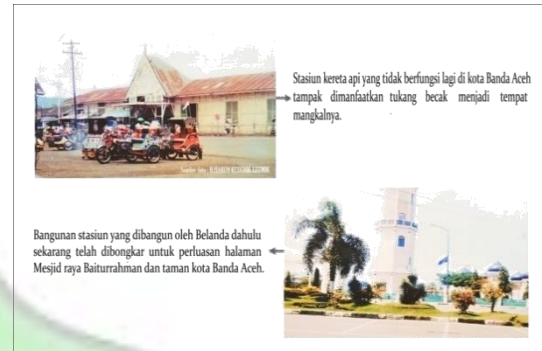 Stasiun kereta api yang tidak berfungsi lagi di kota Banda Aceh
tampak dimanfaatkan tukang becak menjadi tempat
mangkalnya.
Bangunan stasiun yang dibangun oleh Belanda dahulu
sekarang telah dibongkar untuk perluasan halaman
Mesjid raya Baiturrahman dan taman kota Banda Aceh.